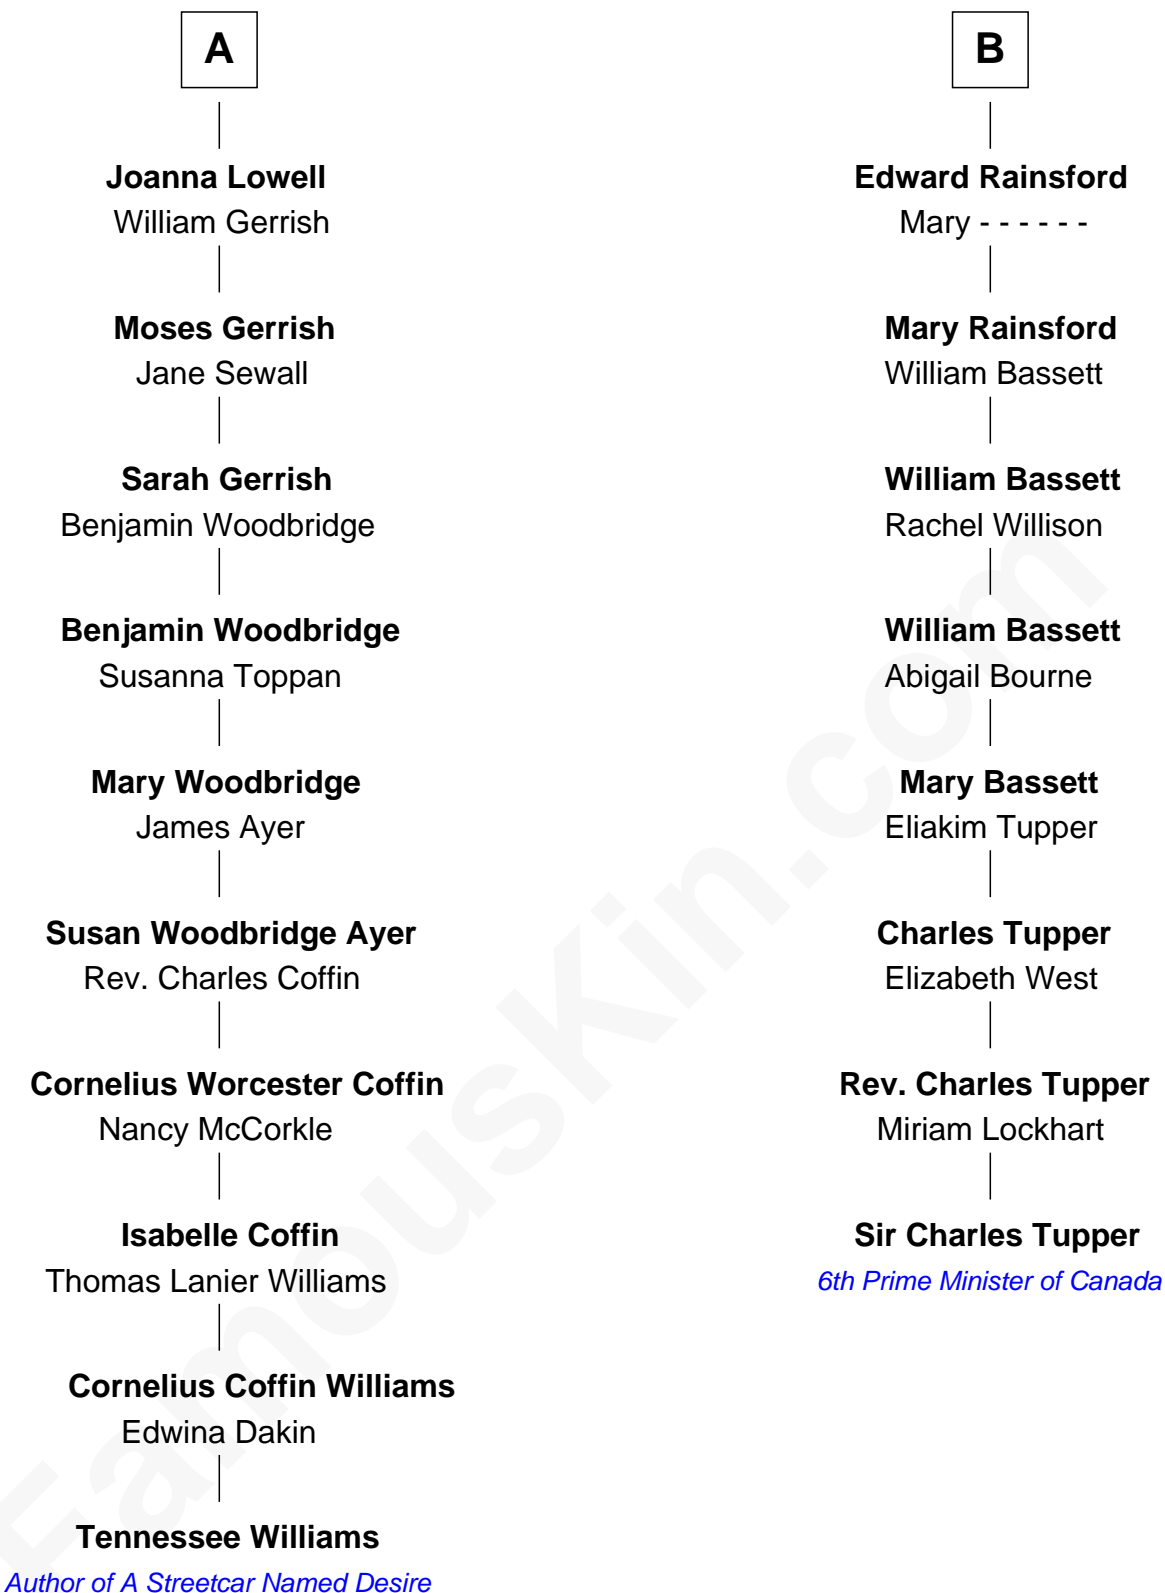 A
Joanna Lowell
William Gerrish
Moses Gerrish
Jane Sewall
Sarah Gerrish
Benjamin Woodbridge
Benjamin Woodbridge
Susanna Toppan
Mary Woodbridge
James Ayer
Susan Woodbridge Ayer
Rev. Charles Coffin
Cornelius Worcester Coffin
Nancy McCorkle
Isabelle Coffin
Thomas Lanier Williams
Cornelius Coffin Williams
Edwina Dakin
Tennessee Williams
Author of A Streetcar Named Desire
B
Edward Rainsford
Mary - - - - - -
Mary Rainsford
William Bassett
William Bassett
Rachel Willison
William Bassett
Abigail Bourne
Mary Bassett
Eliakim Tupper
Charles Tupper
Elizabeth West
Rev. Charles Tupper
Miriam Lockhart
Sir Charles Tupper
6th Prime Minister of Canada
FamousKin.com